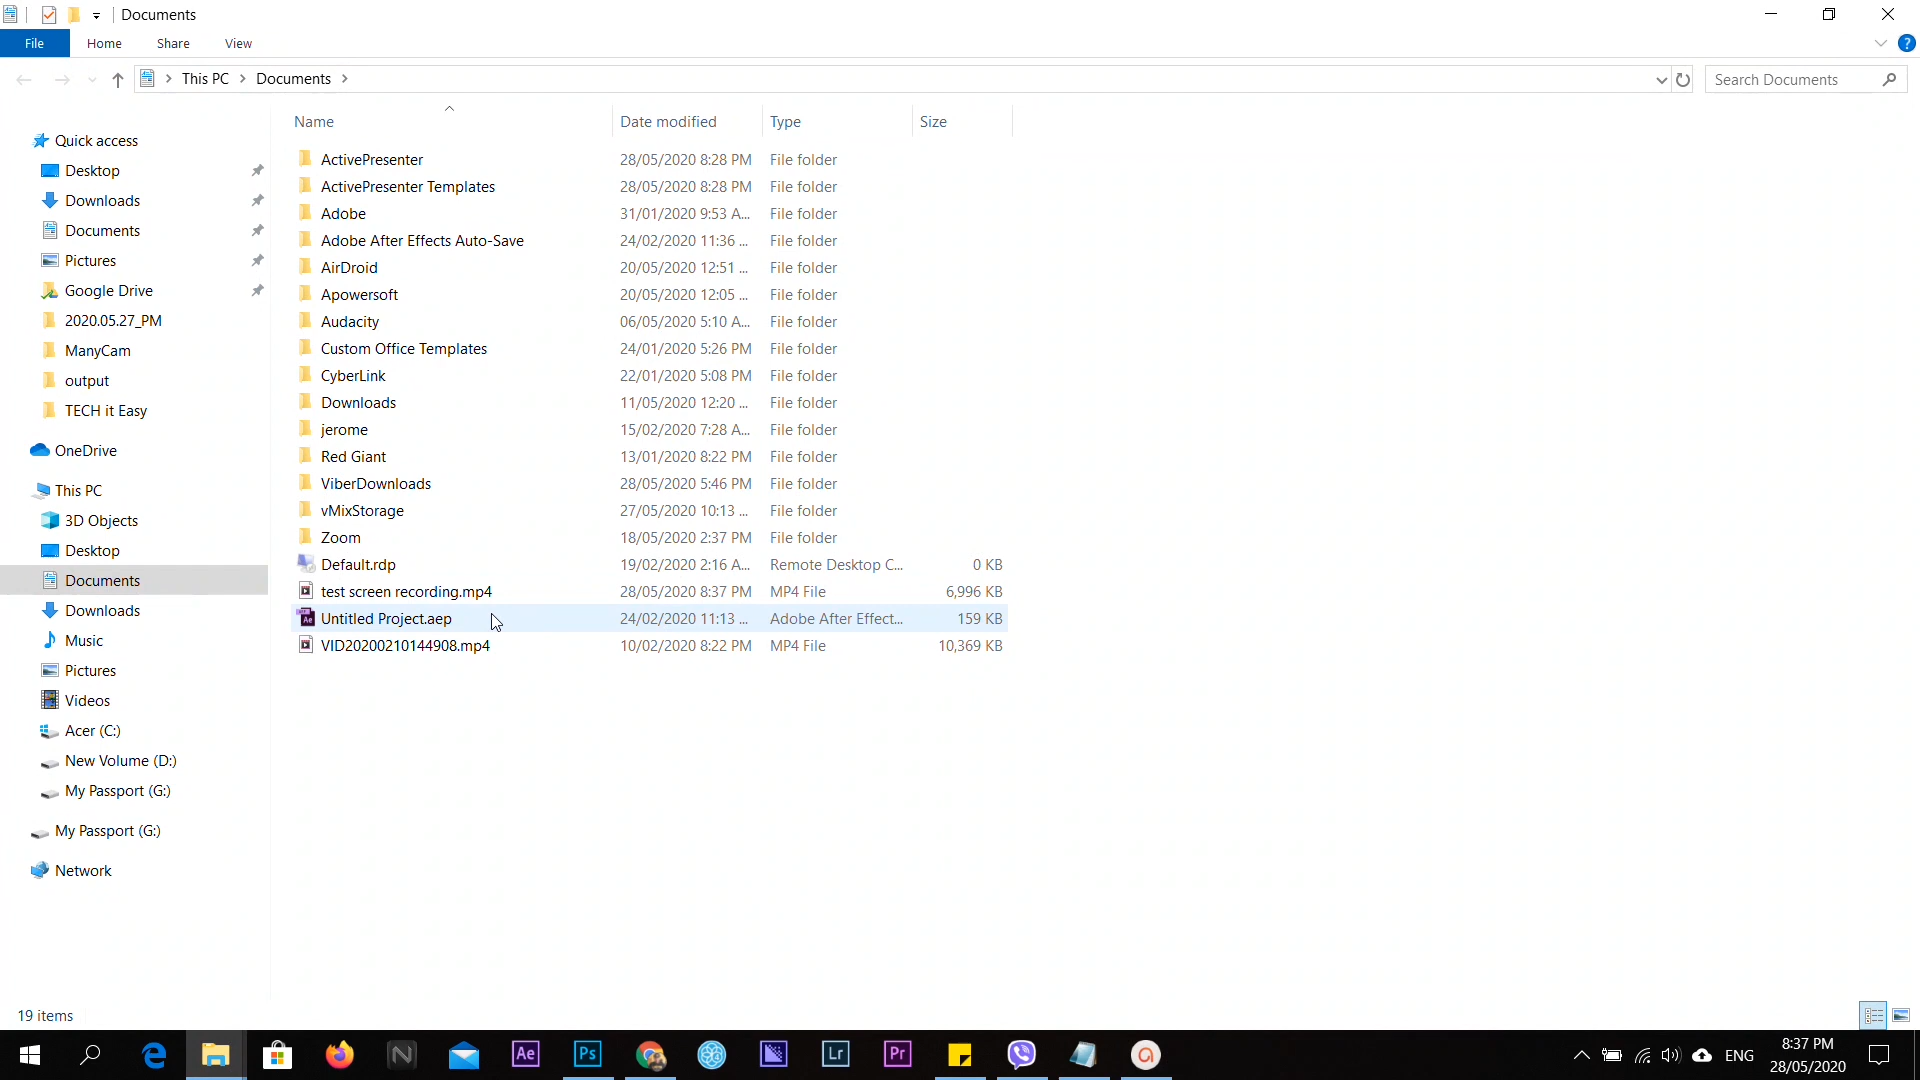 Documents
File Home Share View
This PC Documents
Search Documents
Name Date modified Type Size
Quick access
Desktop
Downloads
Documents
Pictures
Google Drive
2020.05.27_PM
ManyCam
output
TECH it Easy
OneDrive
This PC
3D Objects
Desktop
Documents
Downloads
Music
Pictures
Videos
Acer (C:)
New Volume (D:)
My Passport (G:)
My Passport (G:)
Network
ActivePresenter 28/05/2020 8:28 PM File folder
ActivePresenter Templates 28/05/2020 8:28 PM File folder
Adobe 31/01/2020 9:53 A... File folder
Adobe After Effects Auto-Save 24/02/2020 11:36 ... File folder
AirDroid 20/05/2020 12:51 ... File folder
Apowersoft 20/05/2020 12:05 ... File folder
Audacity 06/05/2020 5:10 A... File folder
Custom Office Templates 24/01/2020 5:26 PM File folder
CyberLink 22/01/2020 5:08 PM File folder
Downloads 11/05/2020 12:20 ... File folder
jerome 15/02/2020 7:28 A... File folder
Red Giant 13/01/2020 8:22 PM File folder
ViberDownloads 28/05/2020 5:46 PM File folder
vMixStorage 27/05/2020 10:13 ... File folder
Zoom 18/05/2020 2:37 PM File folder
Default.rdp 19/02/2020 2:16 A... Remote Desktop C... 0 KB
test screen recording.mp4 28/05/2020 8:37 PM MP4 File 6,996 KB
Untitled Project.aep 24/02/2020 11:13 ... Adobe After Effect... 159 KB
VID20200210144908.mp4 10/02/2020 8:22 PM MP4 File 10,369 KB
19 items
Ae Ps Lr Pr
ENG
8:37 PM
28/05/2020